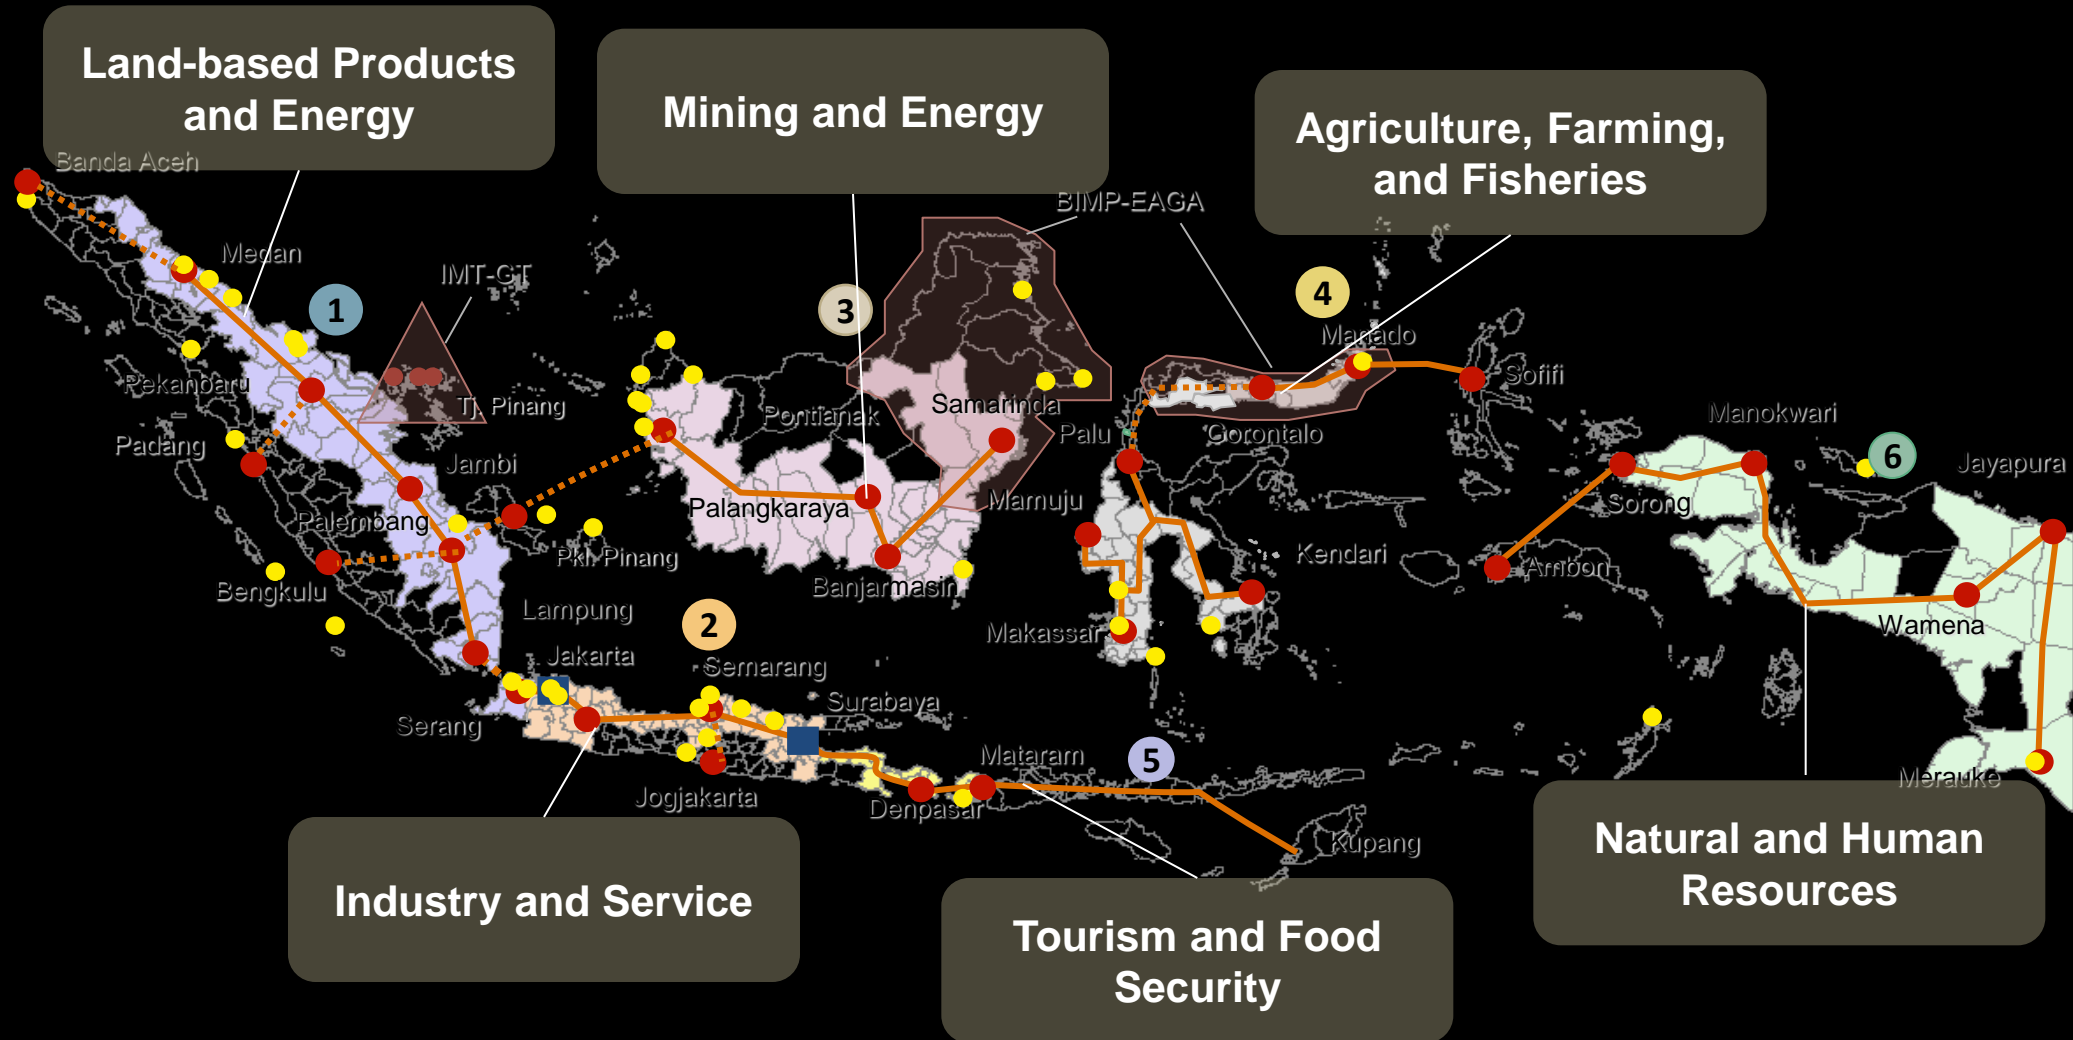 Land-based Products
and Energy
Mining and Energy
Agriculture, Farming,
and Fisheries
Banda Aceh
BIMP-EAGA
Medan
IMT-GT
1
3
4
Manado
Pekanbaru
Tj. Pinang
Pontianak
Samarinda
Sofifi
Padang
Palu
Gorontalo
Manokwari
Jambi
6
Jayapura
Palembang
Palangkaraya
Mamuju
Sorong
Pkl. Pinang
Kendari
Ambon
Bengkulu
Banjarmasin
Lampung
2
Makassar
Wamena
Jakarta
Semarang
Serang
Surabaya
Mataram
5
Merauke
Jogjakarta
Denpasar
Kupang
Natural and Human
Resources
Industry and Service
Tourism and Food
Security